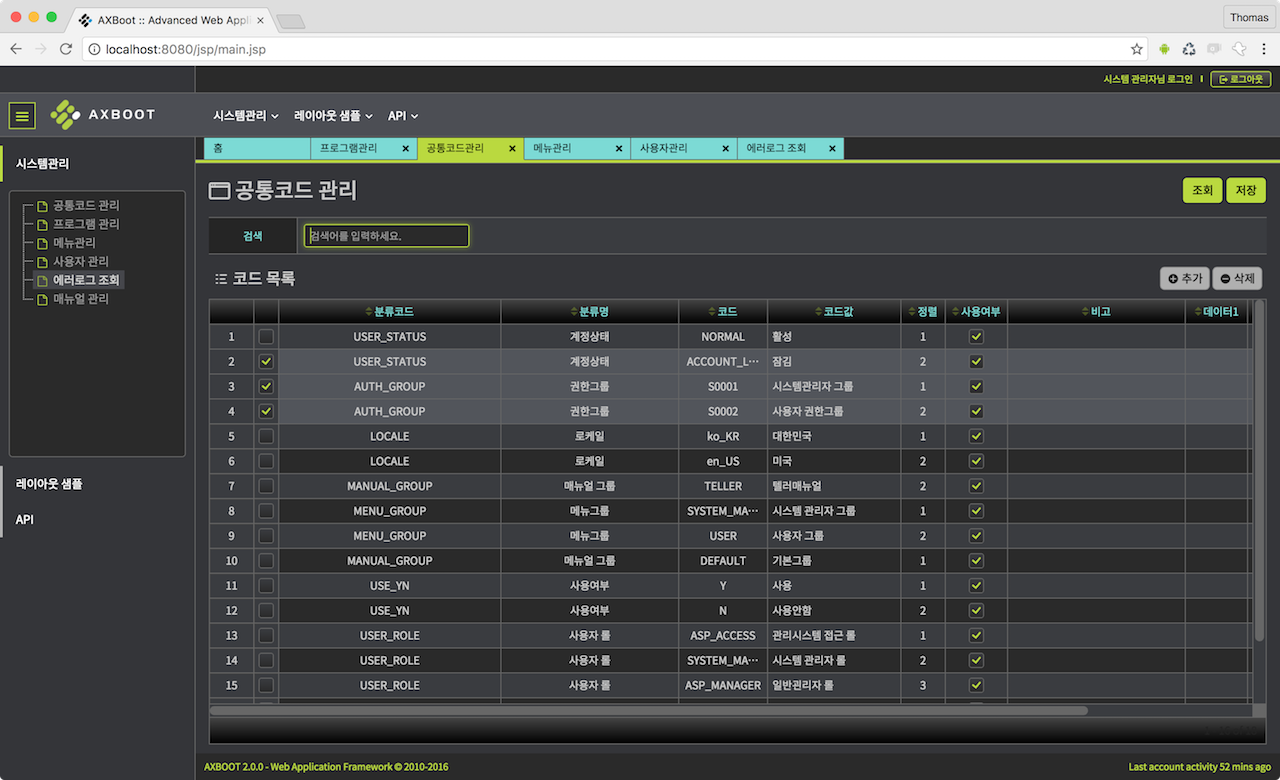 AXBoot :: Advanced Web Appli
Thomas
localhost:8080/jsp/main.jsp
시스템 관리자님 로그인
로그아웃
AXBOOT
시스템관리 레이아웃 샘플 API
홈 프로그램관리 공통코드관리 메뉴관리 사용자관리 에러로그 조회
시스템관리
공통코드 관리
프로그램 관리
메뉴관리
사용자 관리
에러로그 조회
매뉴얼 관리
레이아웃 샘플
API
공통코드 관리
조회 저장
검색 검색어를 입력하세요.
코드 목록
추가 삭제
분류코드 분류명 코드 코드값 정렬 사용여부 비고 데이터1
1 USER_STATUS 계정상태 NORMAL 활성 1
2 USER_STATUS 계정상태 ACCOUNT_L⋯ 잠김 2
3 AUTH_GROUP 권한그룹 S0001 시스템관리자 그룹 1
4 AUTH_GROUP 권한그룹 S0002 사용자 권한그룹 2
5 LOCALE 로케일 ko_KR 대한민국 1
6 LOCALE 로케일 en_US 미국 2
7 MANUAL_GROUP 매뉴얼 그룹 TELLER 텔러매뉴얼 2
8 MENU_GROUP 메뉴그룹 SYSTEM_MA⋯ 시스템 관리자 그룹 1
9 MENU_GROUP 메뉴그룹 USER 사용자 그룹 2
10 MANUAL_GROUP 메뉴얼 그룹 DEFAULT 기본그룹 1
11 USE_YN 사용여부 Y 사용 1
12 USE_YN 사용여부 N 사용안함 2
13 USER_ROLE 사용자 롤 ASP_ACCESS 관리시스템 접근 롤 1
14 USER_ROLE 사용자 롤 SYSTEM_MA⋯ 시스템 관리자 롤 2
15 USER_ROLE 사용자 롤 ASP_MANAGER 일반관리자 롤 3
AXBOOT 2.0.0 - Web Application Framework © 2010-2016
Last account activity 52 mins ago